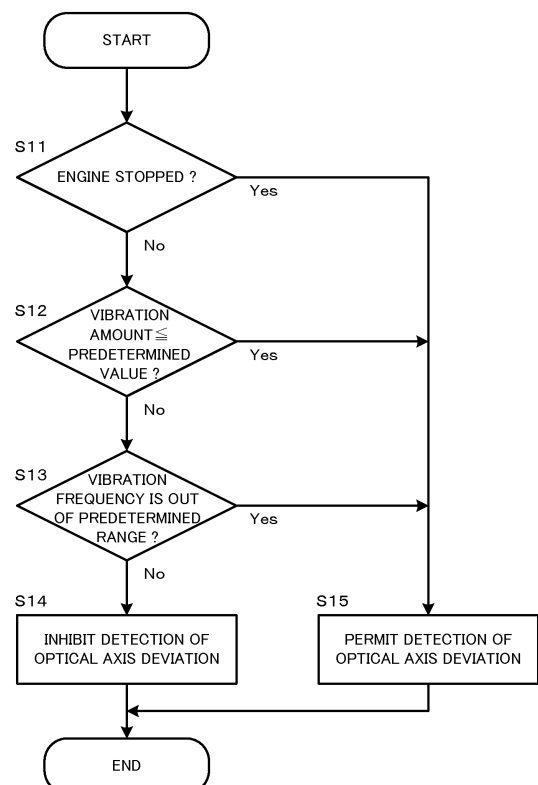 START
S11
ENGINE STOPPED ?
Yes
No
S12
VIBRATION
AMOUNT≦
PREDETERMINED
VALUE ?
Yes
No
S13
VIBRATION
FREQUENCY IS OUT
OF PREDETERMINED
RANGE ?
Yes
No
S14
INHIBIT DETECTION OF
OPTICAL AXIS DEVIATION
S15
PERMIT DETECTION OF
OPTICAL AXIS DEVIATION
END